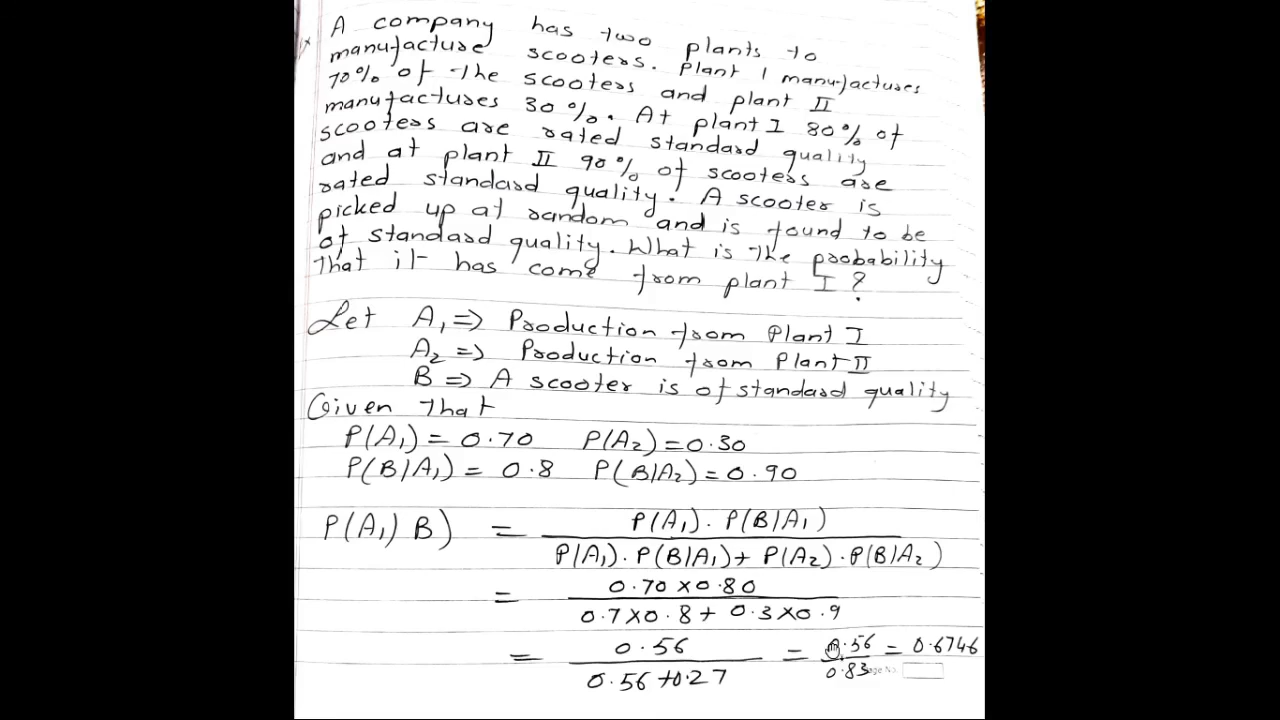 A company has two plants to
manufacture scooters. Plant 1 manufactures
70% of the scooters and plant II
manufactures 30%. At plant I 80% of
scooters are rated standard quality
and at plant II 90% of scooters are
rated standard quality. A scooter is
picked up at random and is found to be
of standard quality. What is the probability
that it has come from plant I?
Let A₁ => Production from Plant I
A₂ => Production from Plant II
B => A scooter is of standard quality
Given that
P(A₁) = 0.70 P(A₂) = 0.30
P(B/A₁) = 0.8 P(B/A₂) = 0.90
P(A₁/B) = P(A₁). P(B/A₁)
P(A₁). P(B/A₁) + P(A₂). P(B/A₂)
= 0.70 x 0.80
0.7 x 0.8 + 0.3 x 0.9
= 0.56 = 0.56 = 0.6746
0.56 + 0.27 0.83